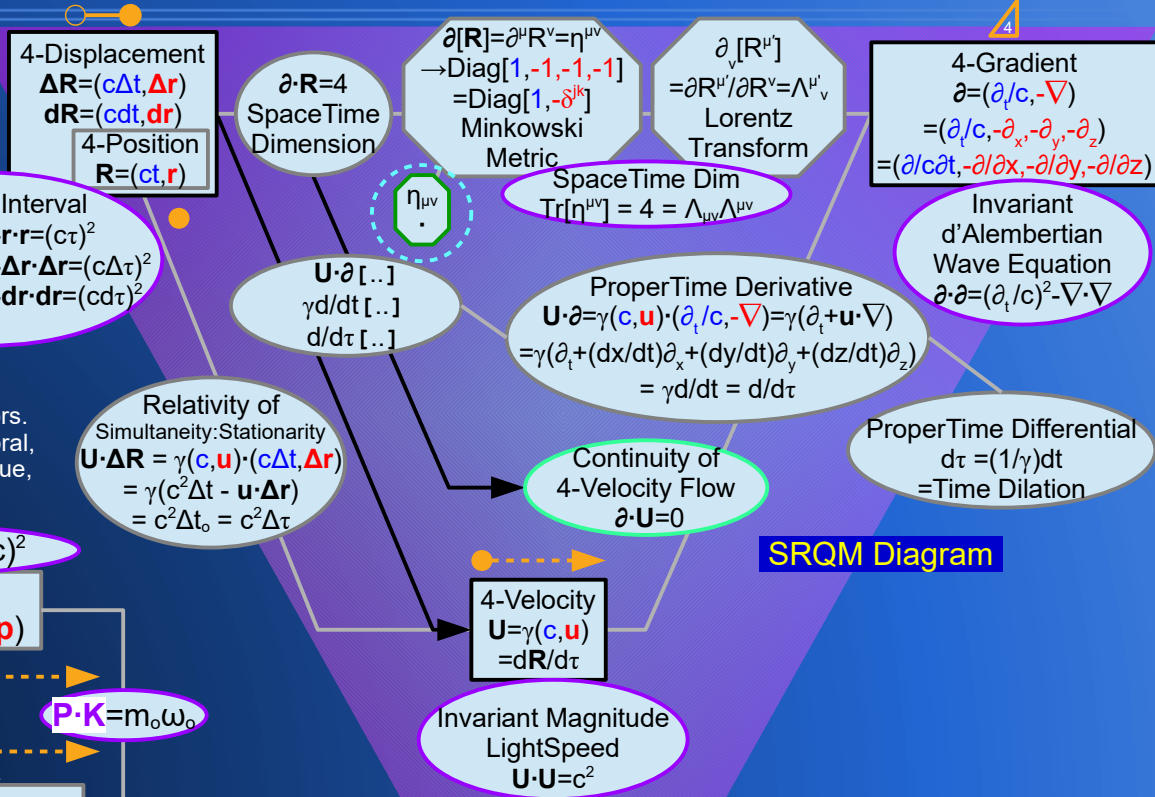 4-Displacement
ΔR=(cΔt,Δr)
dR=(cdt,dr)
4-Position
R=(ct,r)
∂·R=4
SpaceTime
Dimension
∂[R]=∂^μR^ν=η^μν
→Diag[1,-1,-1,-1]
=Diag[1,-δ^jk]
Minkowski
Metric
∂_ν[R^μ']
=∂R^μ'/∂R^ν=Λ^μ'_ν
Lorentz
Transform
4
4-Gradient
∂=(∂_t/c,-∇)
=(∂_t/c,-∂_x,-∂_y,-∂_z)
=(∂/c∂t,-∂/∂x,-∂/∂y,-∂/∂z)
Interval
r·r=(cτ)²
Δr·Δr=(cΔτ)²
dr·dr=(cdτ)²
η_μν
·
SpaceTime Dim
Tr[η^μν] = 4 = Λ_μνΛ^μν
Invariant
d'Alembertian
Wave Equation
∂·∂=(∂_t/c)²-∇·∇
U·∂[..]
γd/dt[..]
d/dτ[..]
ProperTime Derivative
U·∂=γ(c,u)·(∂_t/c,-∇)=γ(∂_t+u·∇)
=γ(∂_t+(dx/dt)∂_x+(dy/dt)∂_y+(dz/dt)∂_z)
= γd/dt = d/dτ
Relativity of
Simultaneity:Stationarity
U·ΔR = γ(c,u)·(cΔt,Δr)
= γ(c²Δt - u·Δr)
= c²Δt_o = c²Δτ
ProperTime Differential
dτ =(1/γ)dt
=Time Dilation
Continuity of
4-Velocity Flow
∂·U=0
SRQM Diagram
4-Velocity
U=γ(c,u)
=dR/dτ
Invariant Magnitude
LightSpeed
U·U=c²
c)²
p)
P·K=m_oω_o